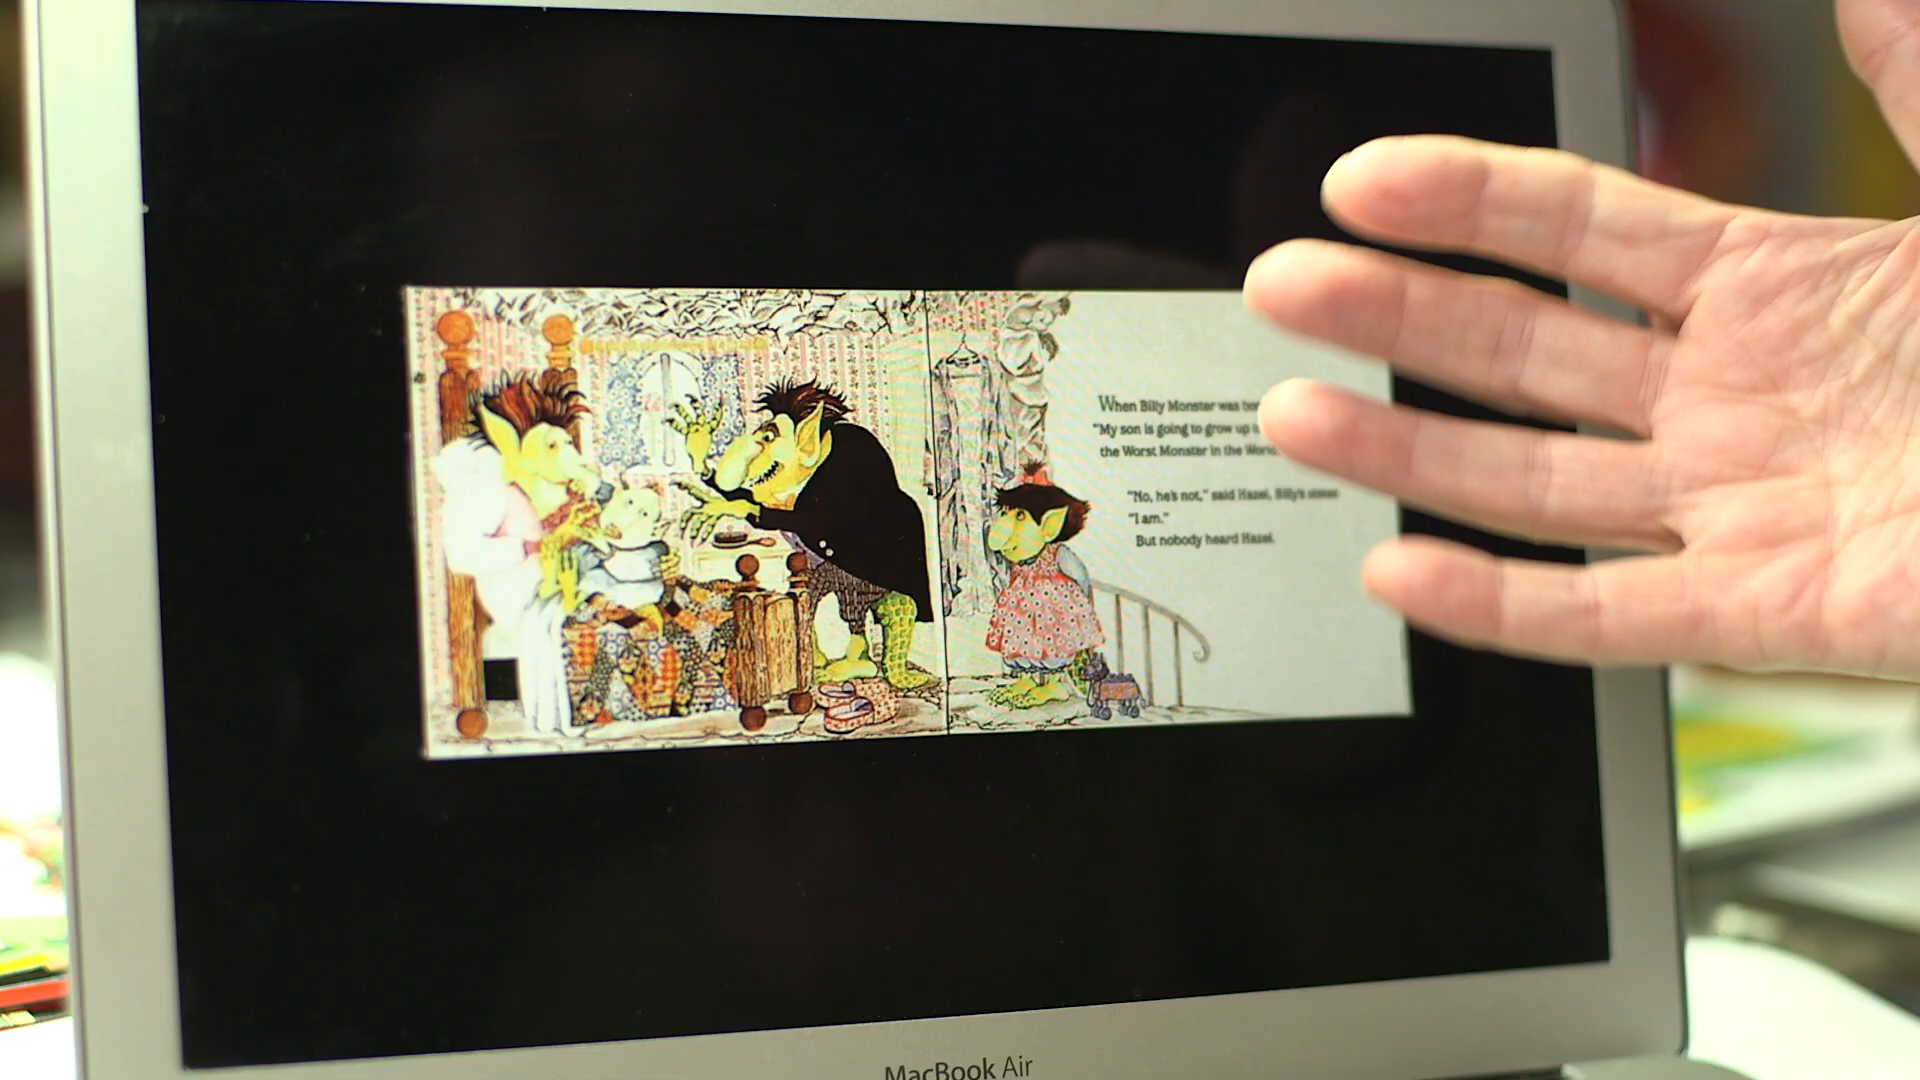 When Billy Monster was
"My son is going to grow up
the Worst Monster in the World.
"No, he's not," said Hazel, Billy's sister.
"I am."
But nobody heard Hazel.
MacBook Air